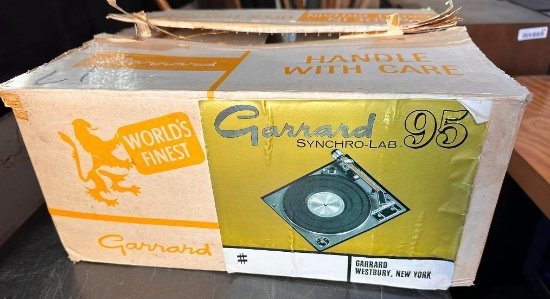 Garrard
HANDLE
WITH CARE
WORLD'S
FINEST
Garrard
Garrard 95
SYNCHRO-LAB
#
GARRARD
WESTBURY, NEW YORK